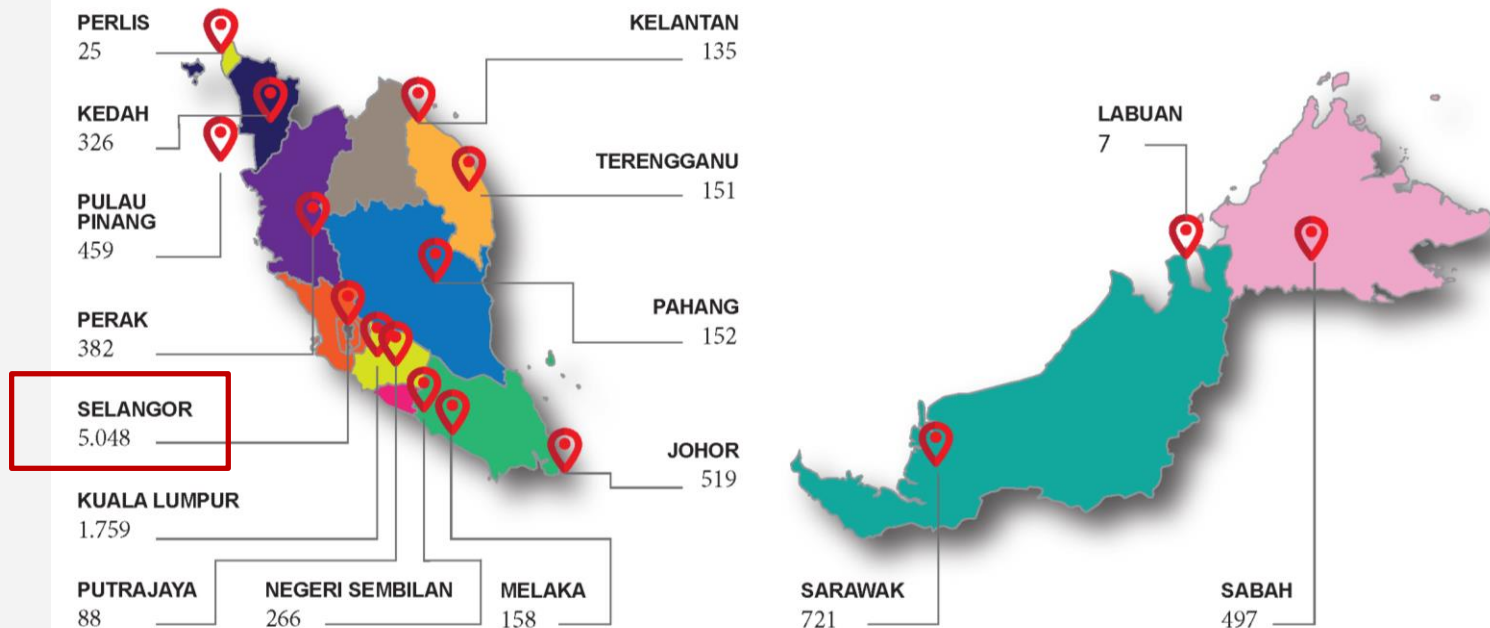 PERLIS
25
KEDAH
326
PULAU
PINANG
459
PERAK
382
SELANGOR
5.048
KUALA LUMPUR
1.759
PUTRAJAYA
88
NEGERI SEMBILAN
266
MELAKA
158
KELANTAN
135
TERENGGANU
151
PAHANG
152
JOHOR
519
LABUAN
7
SARAWAK
721
SABAH
497